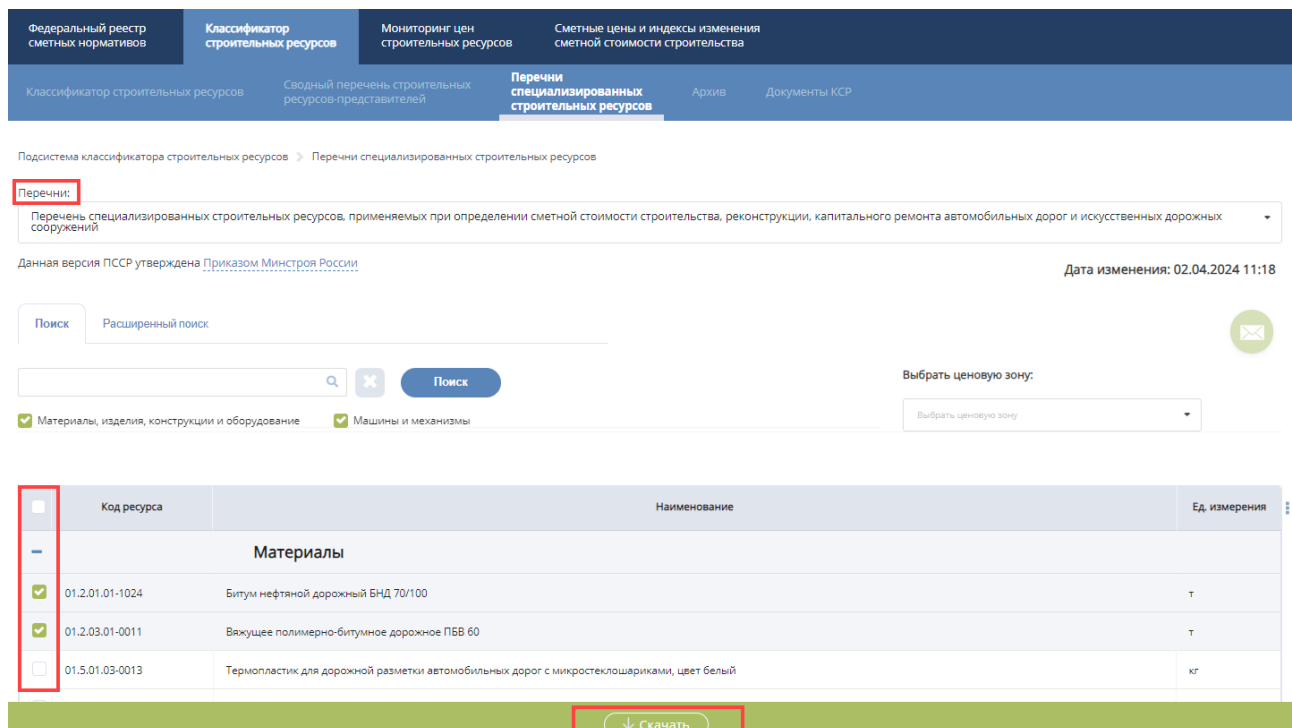 Федеральный реестр
сметных нормативов
Классификатор
строительных ресурсов
Мониторинг цен
строительных ресурсов
Сметные цены и индексы изменения
сметной стоимости строительства
Классификатор строительных ресурсов
Сводный перечень строительных
ресурсов-представителей
Перечни
специализированных
строительных ресурсов
Архив
Документы КСР
Подсистема классификатора строительных ресурсов
Перечни специализированных строительных ресурсов
Перечни:
Перечень специализированных строительных ресурсов, применяемых при определении сметной стоимости строительства, реконструкции, капитального ремонта автомобильных дорог и искусственных дорожных
сооружений
Данная версия ПССР утверждена Приказом Минстроя России
Дата изменения: 02.04.2024 11:18
Поиск
Расширенный поиск
Поиск
Выбрать ценовую зону:
Выбрать ценовую зону
Материалы, изделия, конструкции и оборудование
Машины и механизмы
Код ресурса
Наименование
Ед. измерения
Материалы
01.2.01.01-1024 Битум нефтяной дорожный БНД 70/100 т
01.2.03.01-0011 Вяжущее полимерно-битумное дорожное ПБВ 60 т
01.5.01.03-0013 Термопластик для дорожной разметки автомобильных дорог с микростеклошариками, цвет белый кг
Скачать